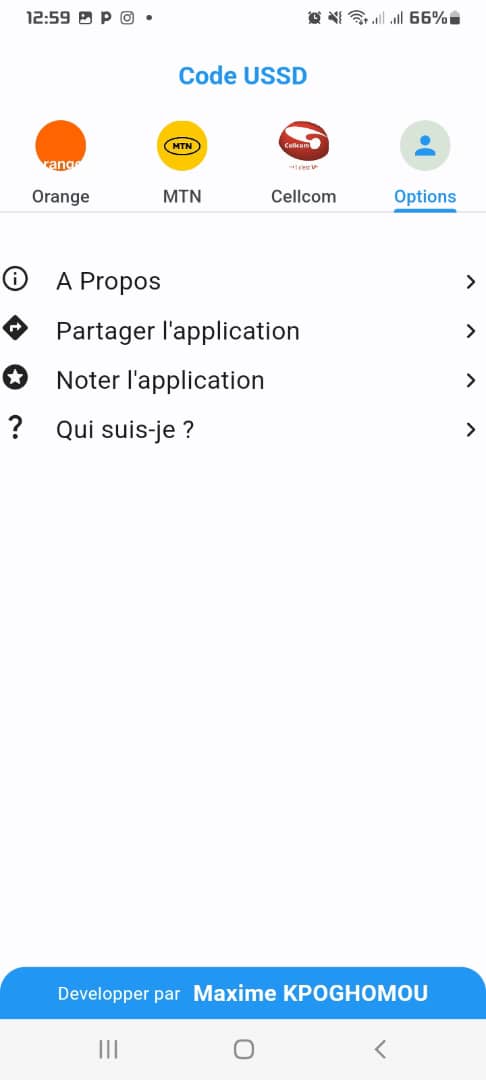 12:59 66%
Code USSD
range
MTN
Cellcom
Orange MTN Cellcom Options
A Propos
Partager l'application
Noter l'application
Qui suis-je ?
Developper par Maxime KPOGHOMOU